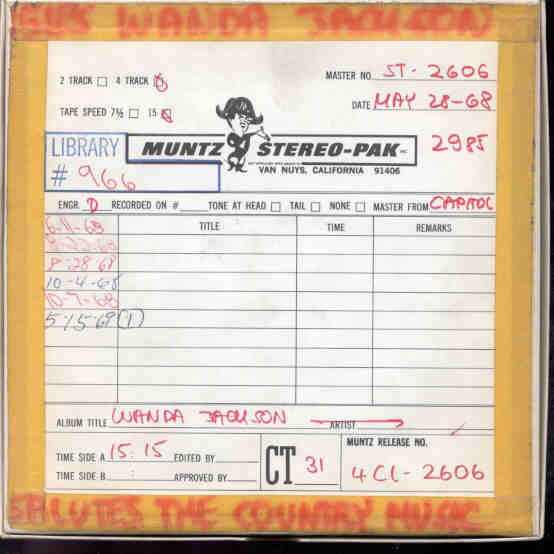 WANDA JACKSON
2 TRACK 4 TRACK
MASTER NO. ST-2606
TAPE SPEED 7½ 15
DATE MAY 28-68
LIBRARY
# 966
MUNTZ STEREO-PAK INC
2985
VAN NUYS, CALIFORNIA 91406
ENGR. D RECORDED ON # TONE AT HEAD TAIL NONE MASTER FROM CAPITOL
TITLE TIME REMARKS
8-28-68
10-4-68
10-7-68
5-15-69 (1)
ALBUM TITLE WANDA JACKSON ARTIST
TIME SIDE A 15:15 EDITED BY
TIME SIDE B : APPROVED BY
CT 31
MUNTZ RELEASE NO.
4CL-2606
SALUTES THE COUNTRY MUSIC